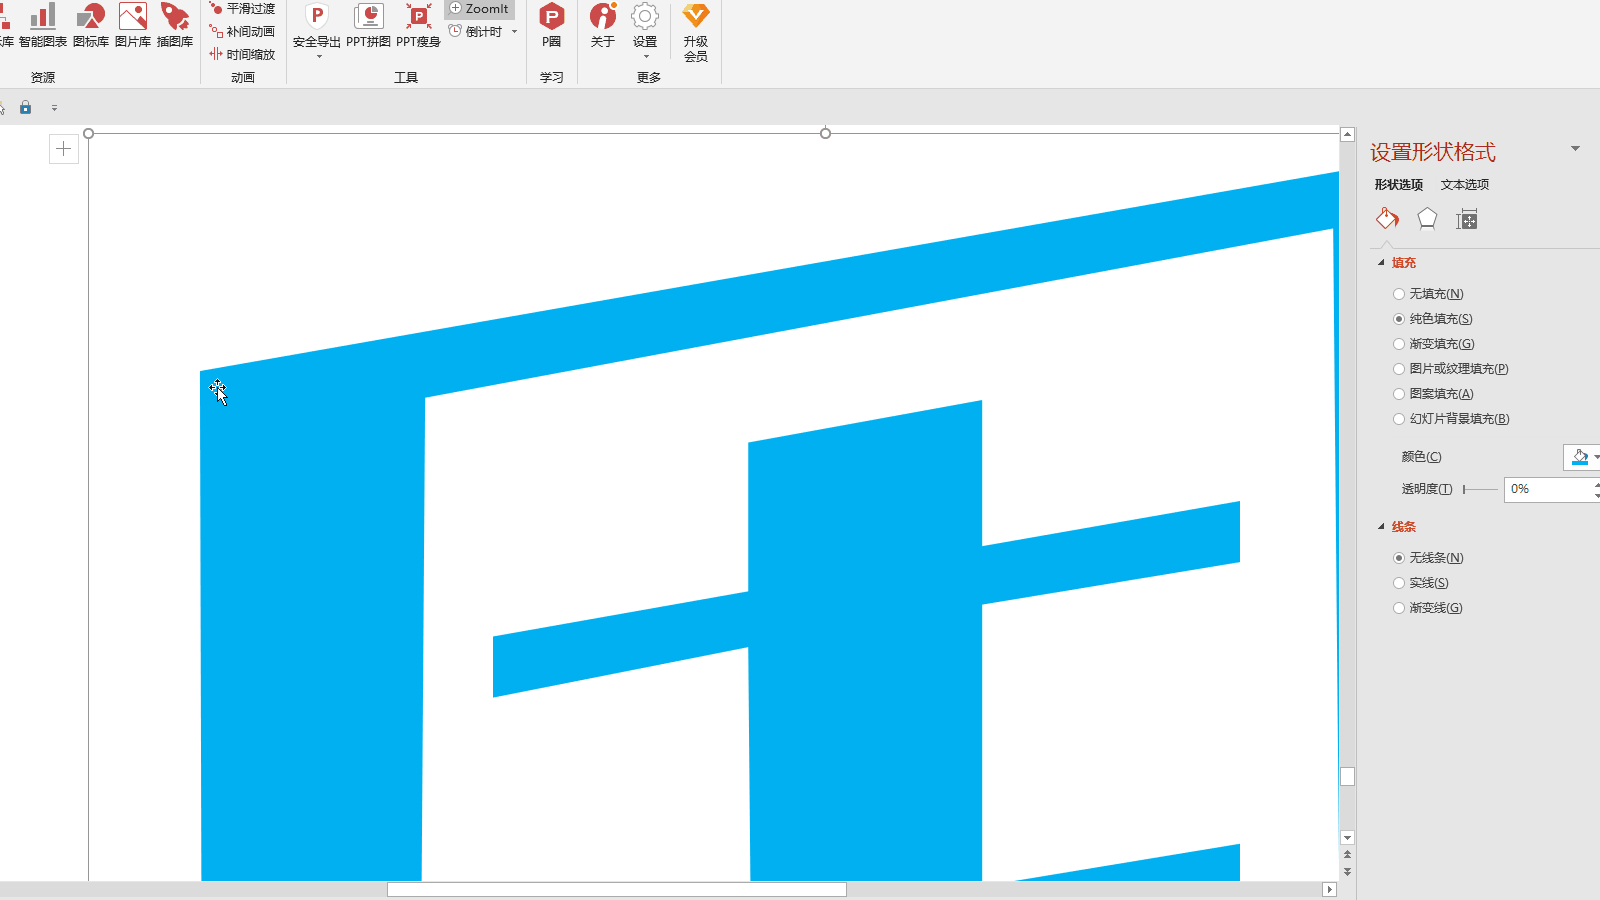 库 智能图表 图标库 图片库 插图库
资源
平滑过渡
补间动画
时间缩放
动画
安全导出 PPT拼图 PPT瘦身
ZoomIt
倒计时
工具
P圈
学习
关于 设置
更多
升级
会员
设置形状格式
形状选项 文本选项
填充
无填充(N)
纯色填充(S)
渐变填充(G)
图片或纹理填充(P)
图案填充(A)
幻灯片背景填充(B)
颜色(C)
透明度(T) 0%
线条
无线条(N)
实线(S)
渐变线(G)